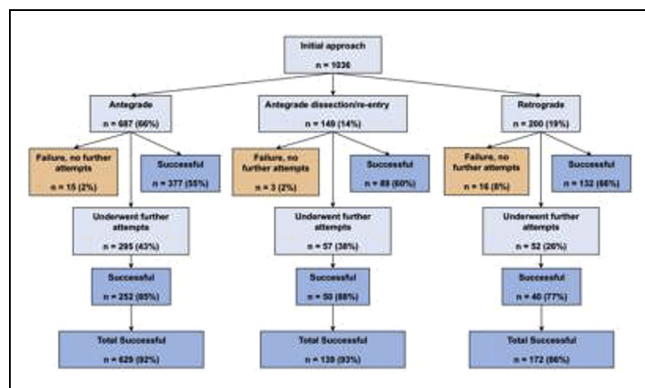 Initial approach
n = 1036
Antegrade
n = 687 (66%)
Antegrade dissection/re-entry
n = 149 (14%)
Retrograde
n = 200 (19%)
Failure, no further
attempts
n = 15 (2%)
Successful
n = 377 (55%)
Failure, no
further attempts
n = 3 (2%)
Successful
n = 89 (60%)
Failure, no
further attempts
n = 16 (8%)
Successful
n = 132 (66%)
Underwent further
attempts
n = 295 (43%)
Underwent further
attempts
n = 57 (38%)
Underwent further
attempts
n = 52 (26%)
Successful
n = 252 (85%)
Successful
n = 50 (88%)
Successful
n = 40 (77%)
Total Successful
n = 629 (92%)
Total Successful
n = 139 (93%)
Total Successful
n = 172 (86%)